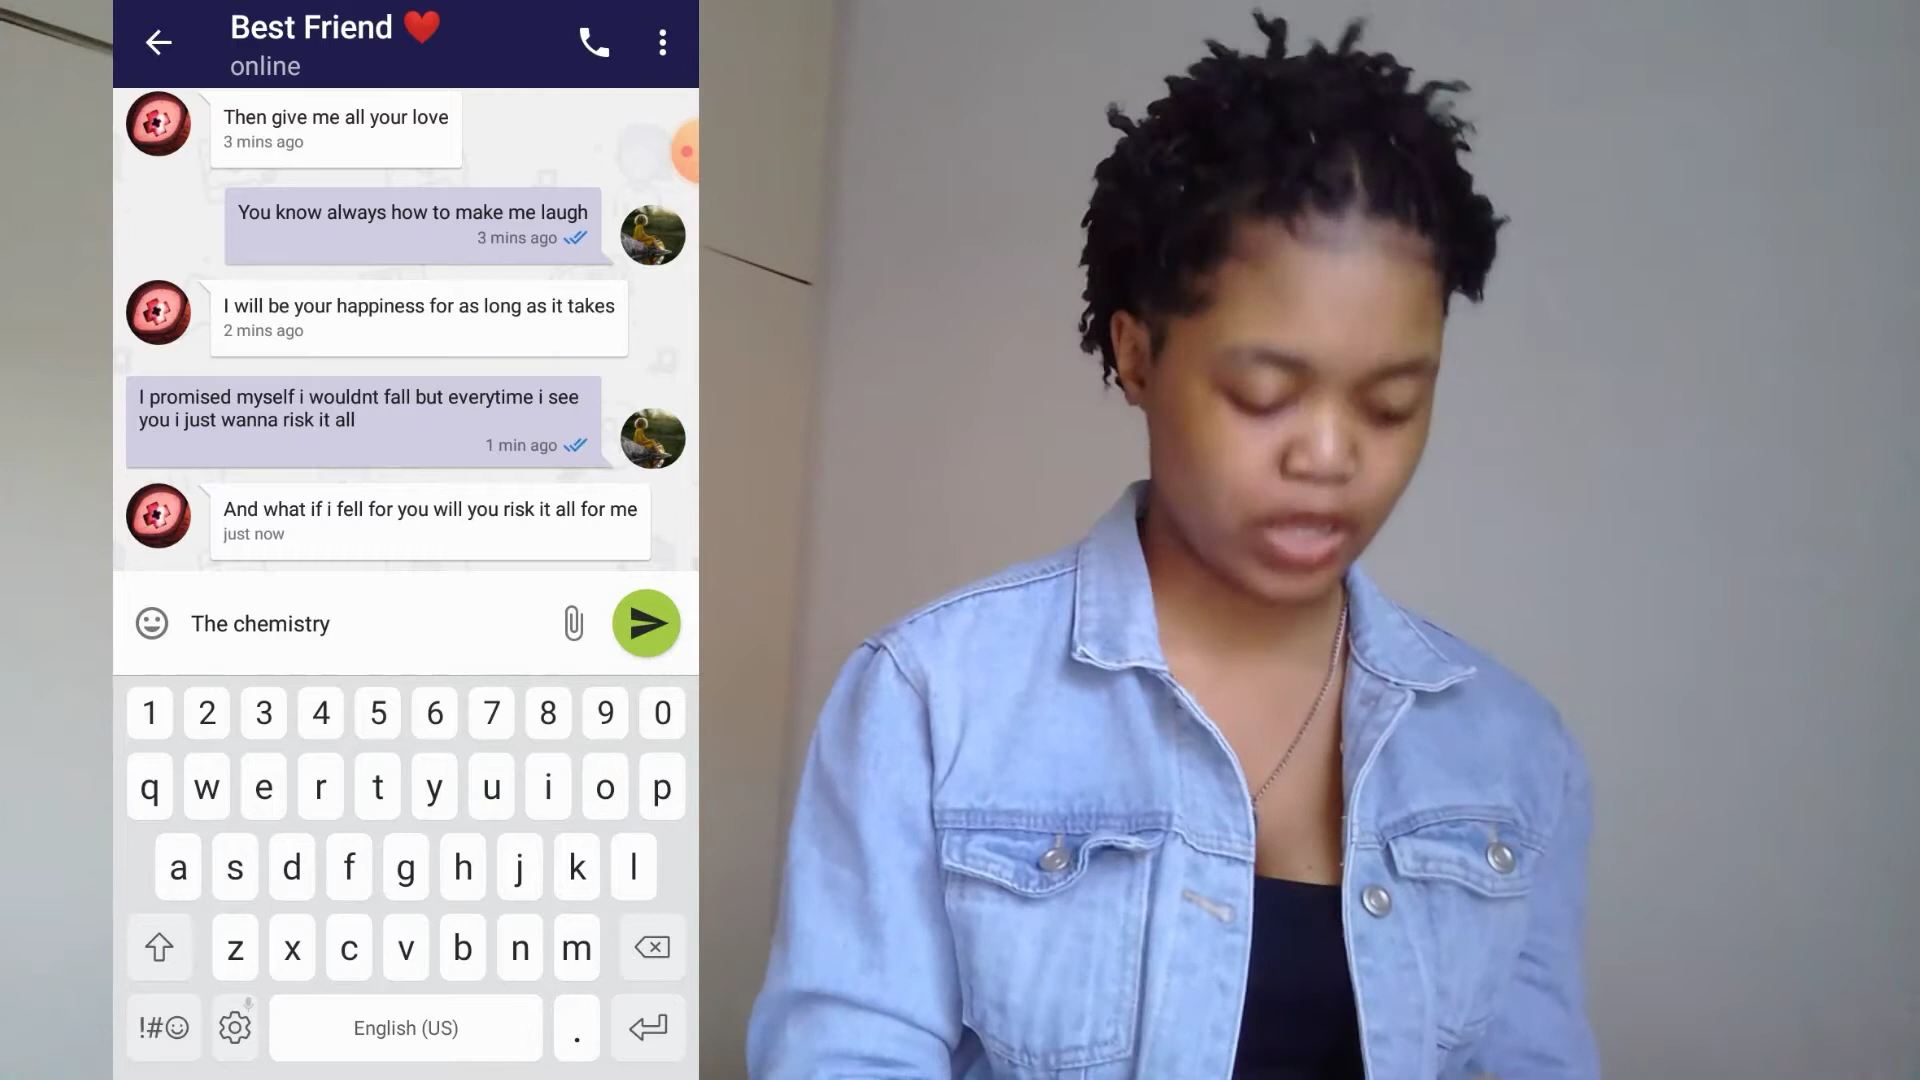 Best Friend ❤️
online
Then give me all your love
3 mins ago
You know always how to make me laugh
3 mins ago
I will be your happiness for as long as it takes
2 mins ago
I promised myself i wouldnt fall but everytime i see
you i just wanna risk it all
1 min ago
And what if i fell for you will you risk it all for me
just now
The chemistry
1 2 3 4 5 6 7 8 9 0
q w e r t y u i o p
a s d f g h j k l
z x c v b n m
!#☺ English (US) .